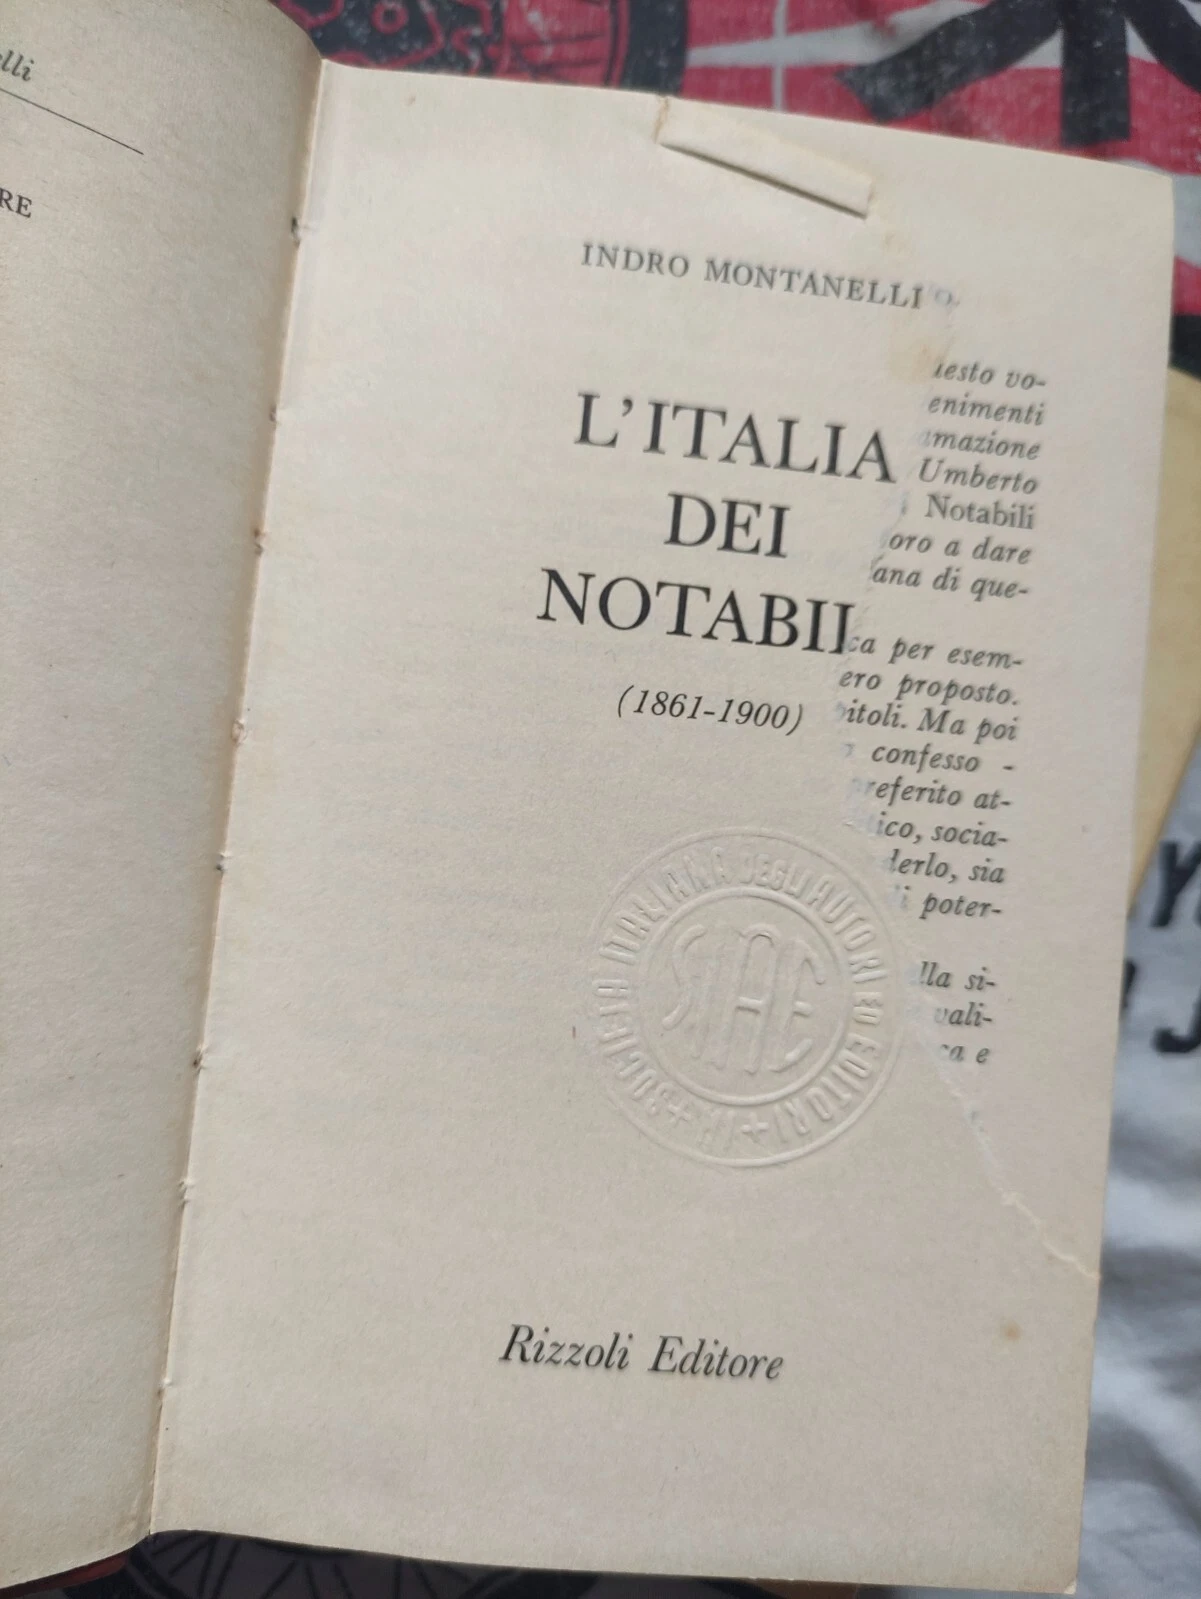 lli
RE
INDRO MONTANELLI
L'ITALIA
DEI
NOTABILI
(1861-1900)
esto vo-
enimenti
mazione
Umberto
Notabili
oro a dare
ana di que-
ca per esem-
ero proposto.
itoli. Ma poi
confesso -
referito at-
ico, socia-
derlo, sia
i poter-
lla si-
vali-
ca e
SOCIETÀ ITALIANA DEGLI AUTORI ED EDITORI
SIAE
Rizzoli Editore